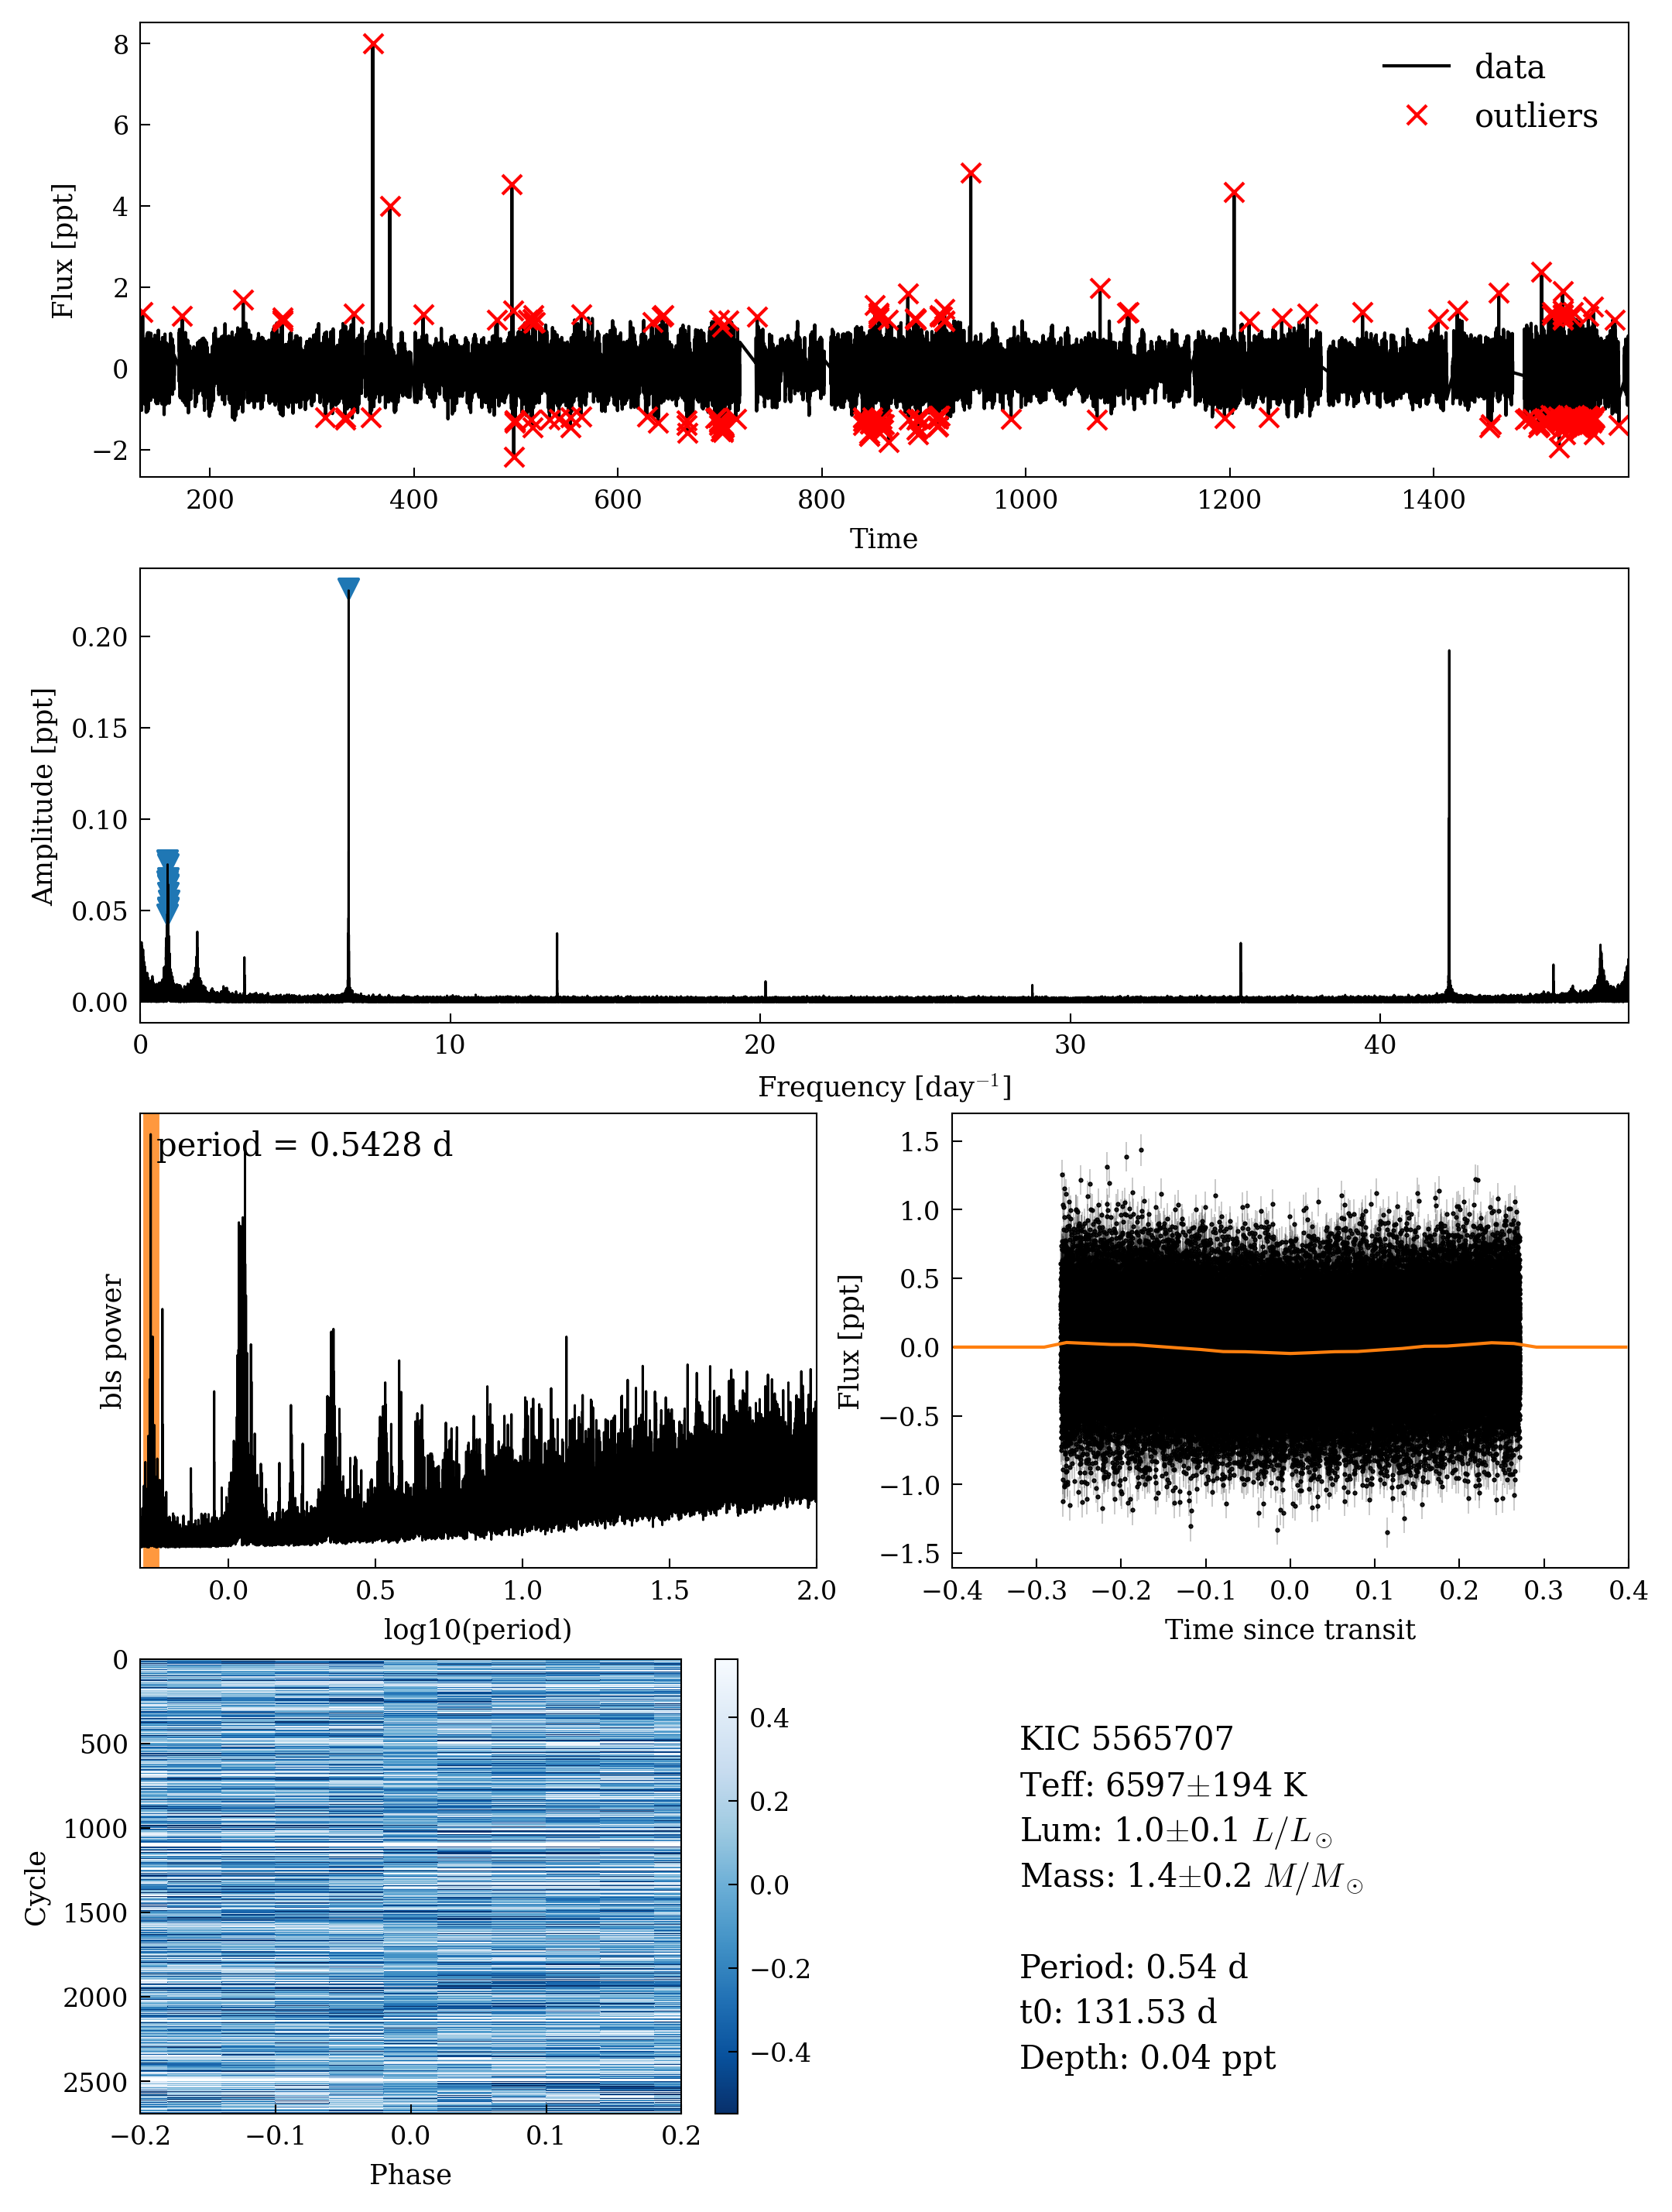 8
6
4
2
0
−2
Flux [ppt]
data
outliers
200 400 600 800 1000 1200 1400
Time
0.20
0.15
0.10
0.05
0.00
Amplitude [ppt]
0 10 20 30 40
Frequency [day⁻¹]
period = 0.5428 d
bls power
0.0 0.5 1.0 1.5 2.0
log10(period)
1.5
1.0
0.5
0.0
−0.5
−1.0
−1.5
Flux [ppt]
−0.4 −0.3 −0.2 −0.1 0.0 0.1 0.2 0.3 0.4
Time since transit
0
500
1000
1500
2000
2500
Cycle
−0.2 −0.1 0.0 0.1 0.2
Phase
0.4
0.2
0.0
−0.2
−0.4
KIC 5565707
Teff: 6597±194 K
Lum: 1.0±0.1 L/L⊙
Mass: 1.4±0.2 M/M⊙
Period: 0.54 d
t0: 131.53 d
Depth: 0.04 ppt